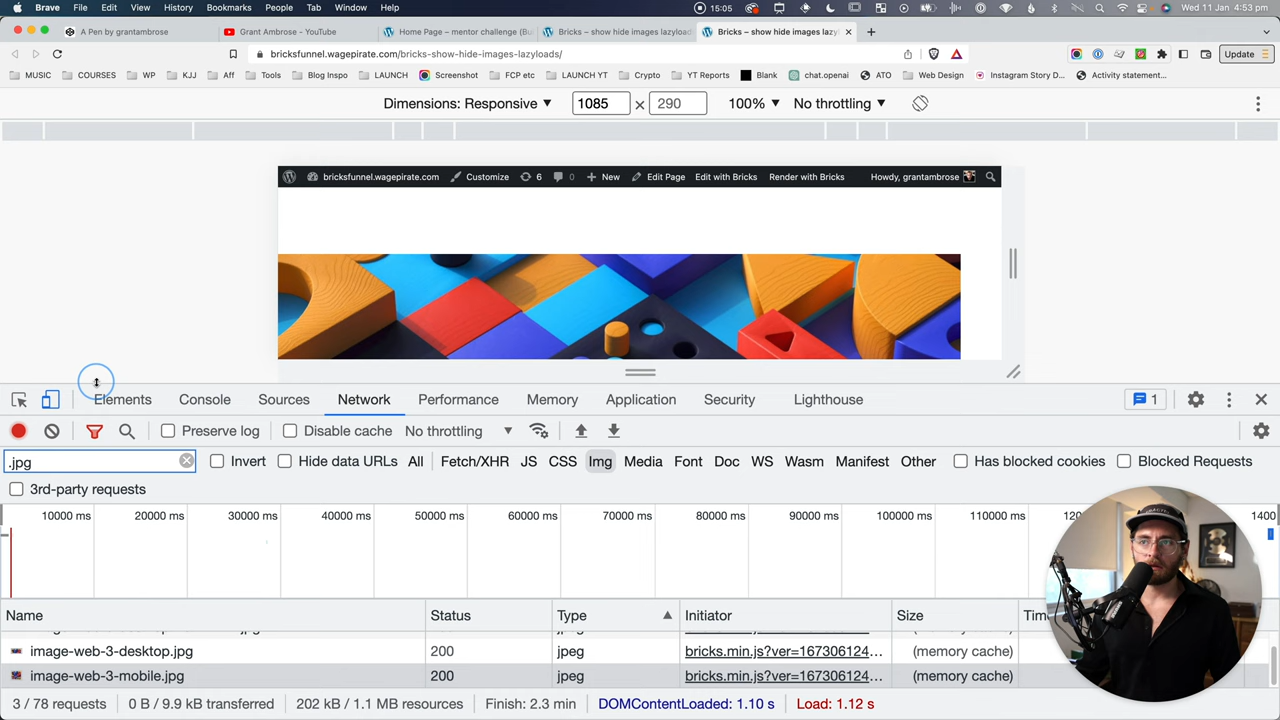 Brave File Edit View History Bookmarks People Tab Window Help 15:05 Wed 11 Jan 4:53 pm
A Pen by grantambrose Grant Ambrose - YouTube Home Page – mentor challenge (Bu Bricks – show hide images lazyload Bricks – show hide images lazy
bricksfunnel.wagepirate.com/bricks-show-hide-images-lazyloads/ Update
MUSIC COURSES WP KJJ Aff Tools Blog Inspo LAUNCH Screenshot FCP etc LAUNCH YT Crypto YT Reports Blank chat.openai ATO Web Design Instagram Story D... Activity statement...
Dimensions: Responsive 1085 × 290 100% No throttling
bricksfunnel.wagepirate.com Customize 6 0 New Edit Page Edit with Bricks Render with Bricks Howdy, grantambrose
Elements Console Sources Network Performance Memory Application Security Lighthouse 1
Preserve log Disable cache No throttling
.jpg Invert Hide data URLs All Fetch/XHR JS CSS Img Media Font Doc WS Wasm Manifest Other Has blocked cookies Blocked Requests
3rd-party requests
10000 ms 20000 ms 30000 ms 40000 ms 50000 ms 60000 ms 70000 ms 80000 ms 90000 ms 100000 ms 110000 ms 1400
Name Status Type Initiator Size
image-web-3-desktop.jpg 200 jpeg bricks.min.js?ver=167306124... (memory cache)
image-web-3-mobile.jpg 200 jpeg bricks.min.js?ver=167306124... (memory cache)
3 / 78 requests 0 B / 9.9 kB transferred 202 kB / 1.1 MB resources Finish: 2.3 min DOMContentLoaded: 1.10 s Load: 1.12 s